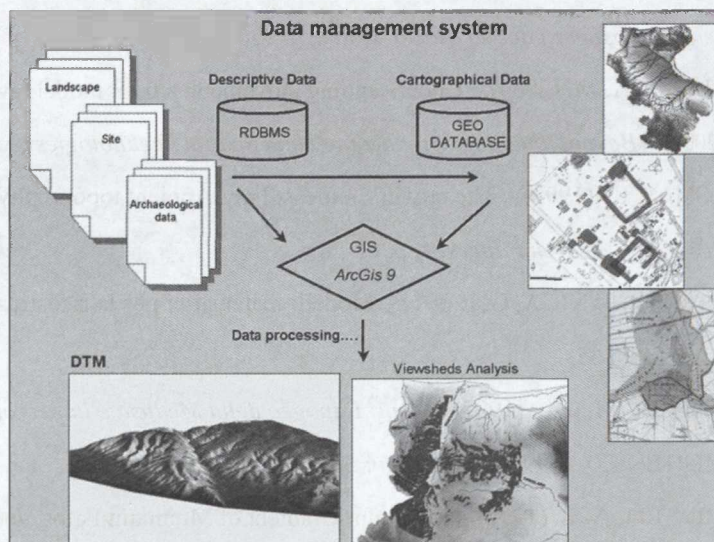 Data management system
Landscape
Site
Archaeological
data
Descriptive Data
RDBMS
Cartographical Data
GEO
DATABASE
GIS
ArcGis 9
Data processing....
DTM
Viewsheds Analysis